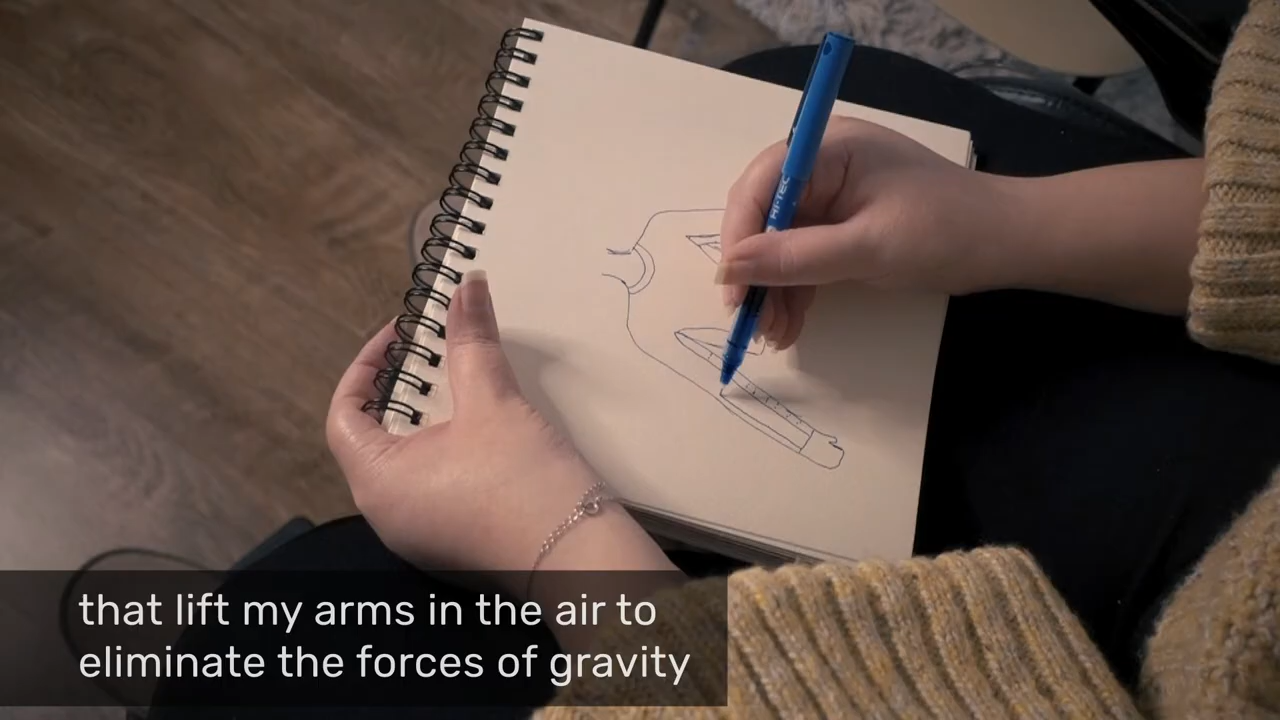 HI-TEC
that lift my arms in the air to
eliminate the forces of gravity